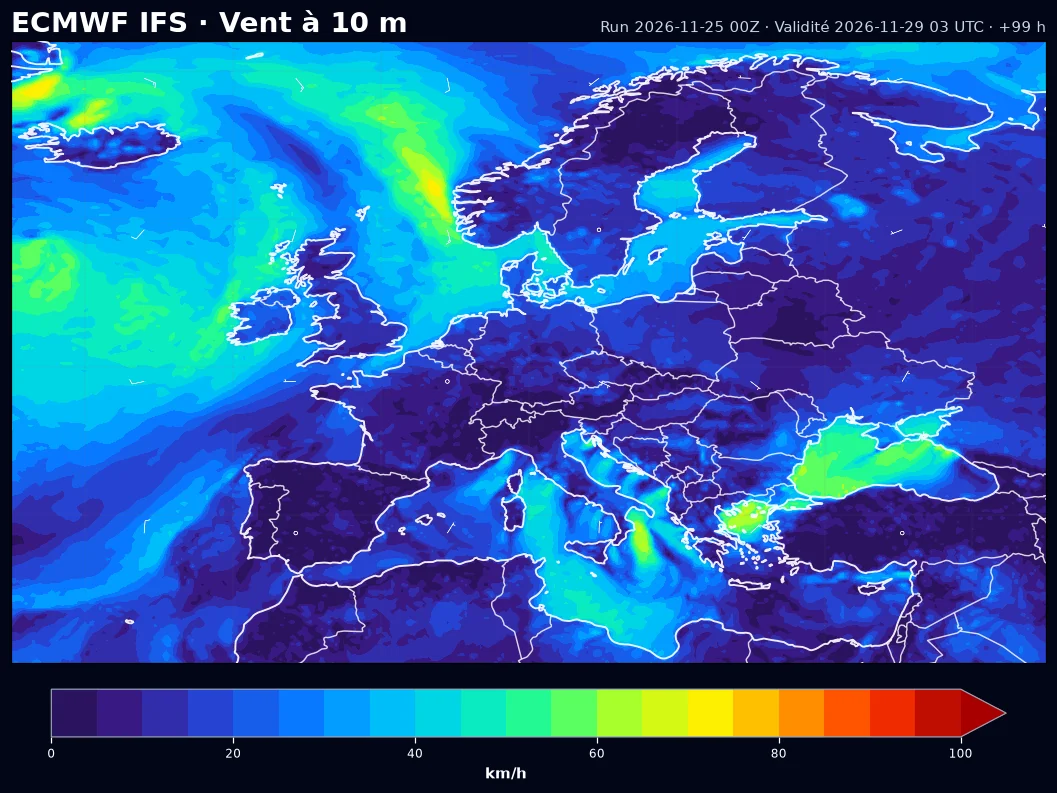 ECMWF IFS · Vent à 10 m
Run 2026-11-25 00Z · Validité 2026-11-29 03 UTC · +99 h
0 20 40 60 80 100
km/h